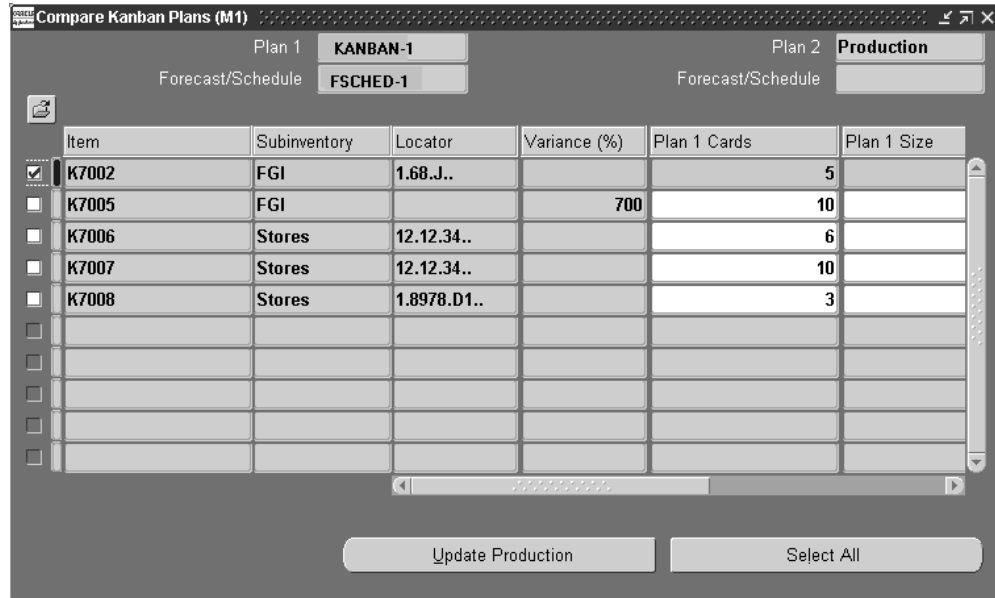 ORACLE
Compare Kanban Plans (M1)
Plan 1 KANBAN-1 Plan 2 Production
Forecast/Schedule FSCHED-1 Forecast/Schedule
Item Subinventory Locator Variance (%) Plan 1 Cards Plan 1 Size
K7002 FGI 1.68.J.. 5
K7005 FGI 700 10
K7006 Stores 12.12.34.. 6
K7007 Stores 12.12.34.. 10
K7008 Stores 1.8978.D1.. 3
Update Production Select All